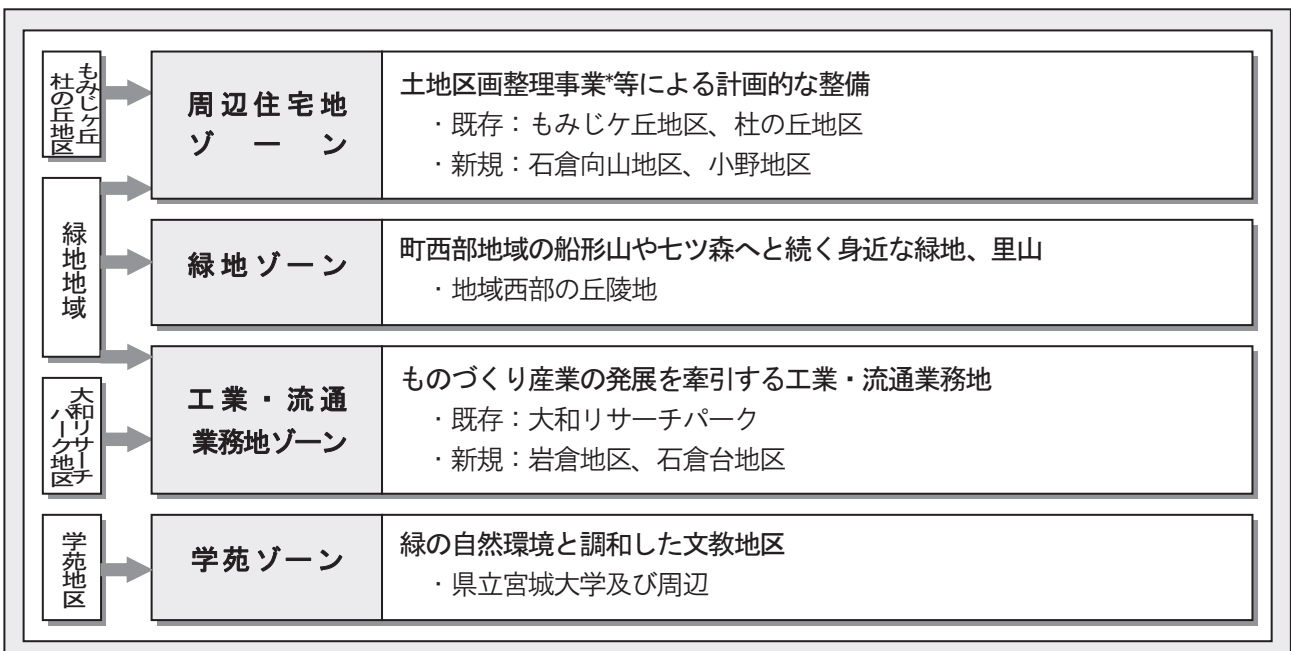 もみじケ丘
杜の丘地区
周辺住宅地
ゾーン
土地区画整理事業*等による計画的な整備
・既存：もみじケ丘地区、杜の丘地区
・新規：石倉向山地区、小野地区
緑地地域
緑地ゾーン
町西部地域の船形山や七ツ森へと続く身近な緑地、里山
・地域西部の丘陵地
大和リサーチ
パーク地区
工業・流通
業務地ゾーン
ものづくり産業の発展を牽引する工業・流通業務地
・既存：大和リサーチパーク
・新規：岩倉地区、石倉台地区
学苑地区
学苑ゾーン
緑の自然環境と調和した文教地区
・県立宮城大学及び周辺